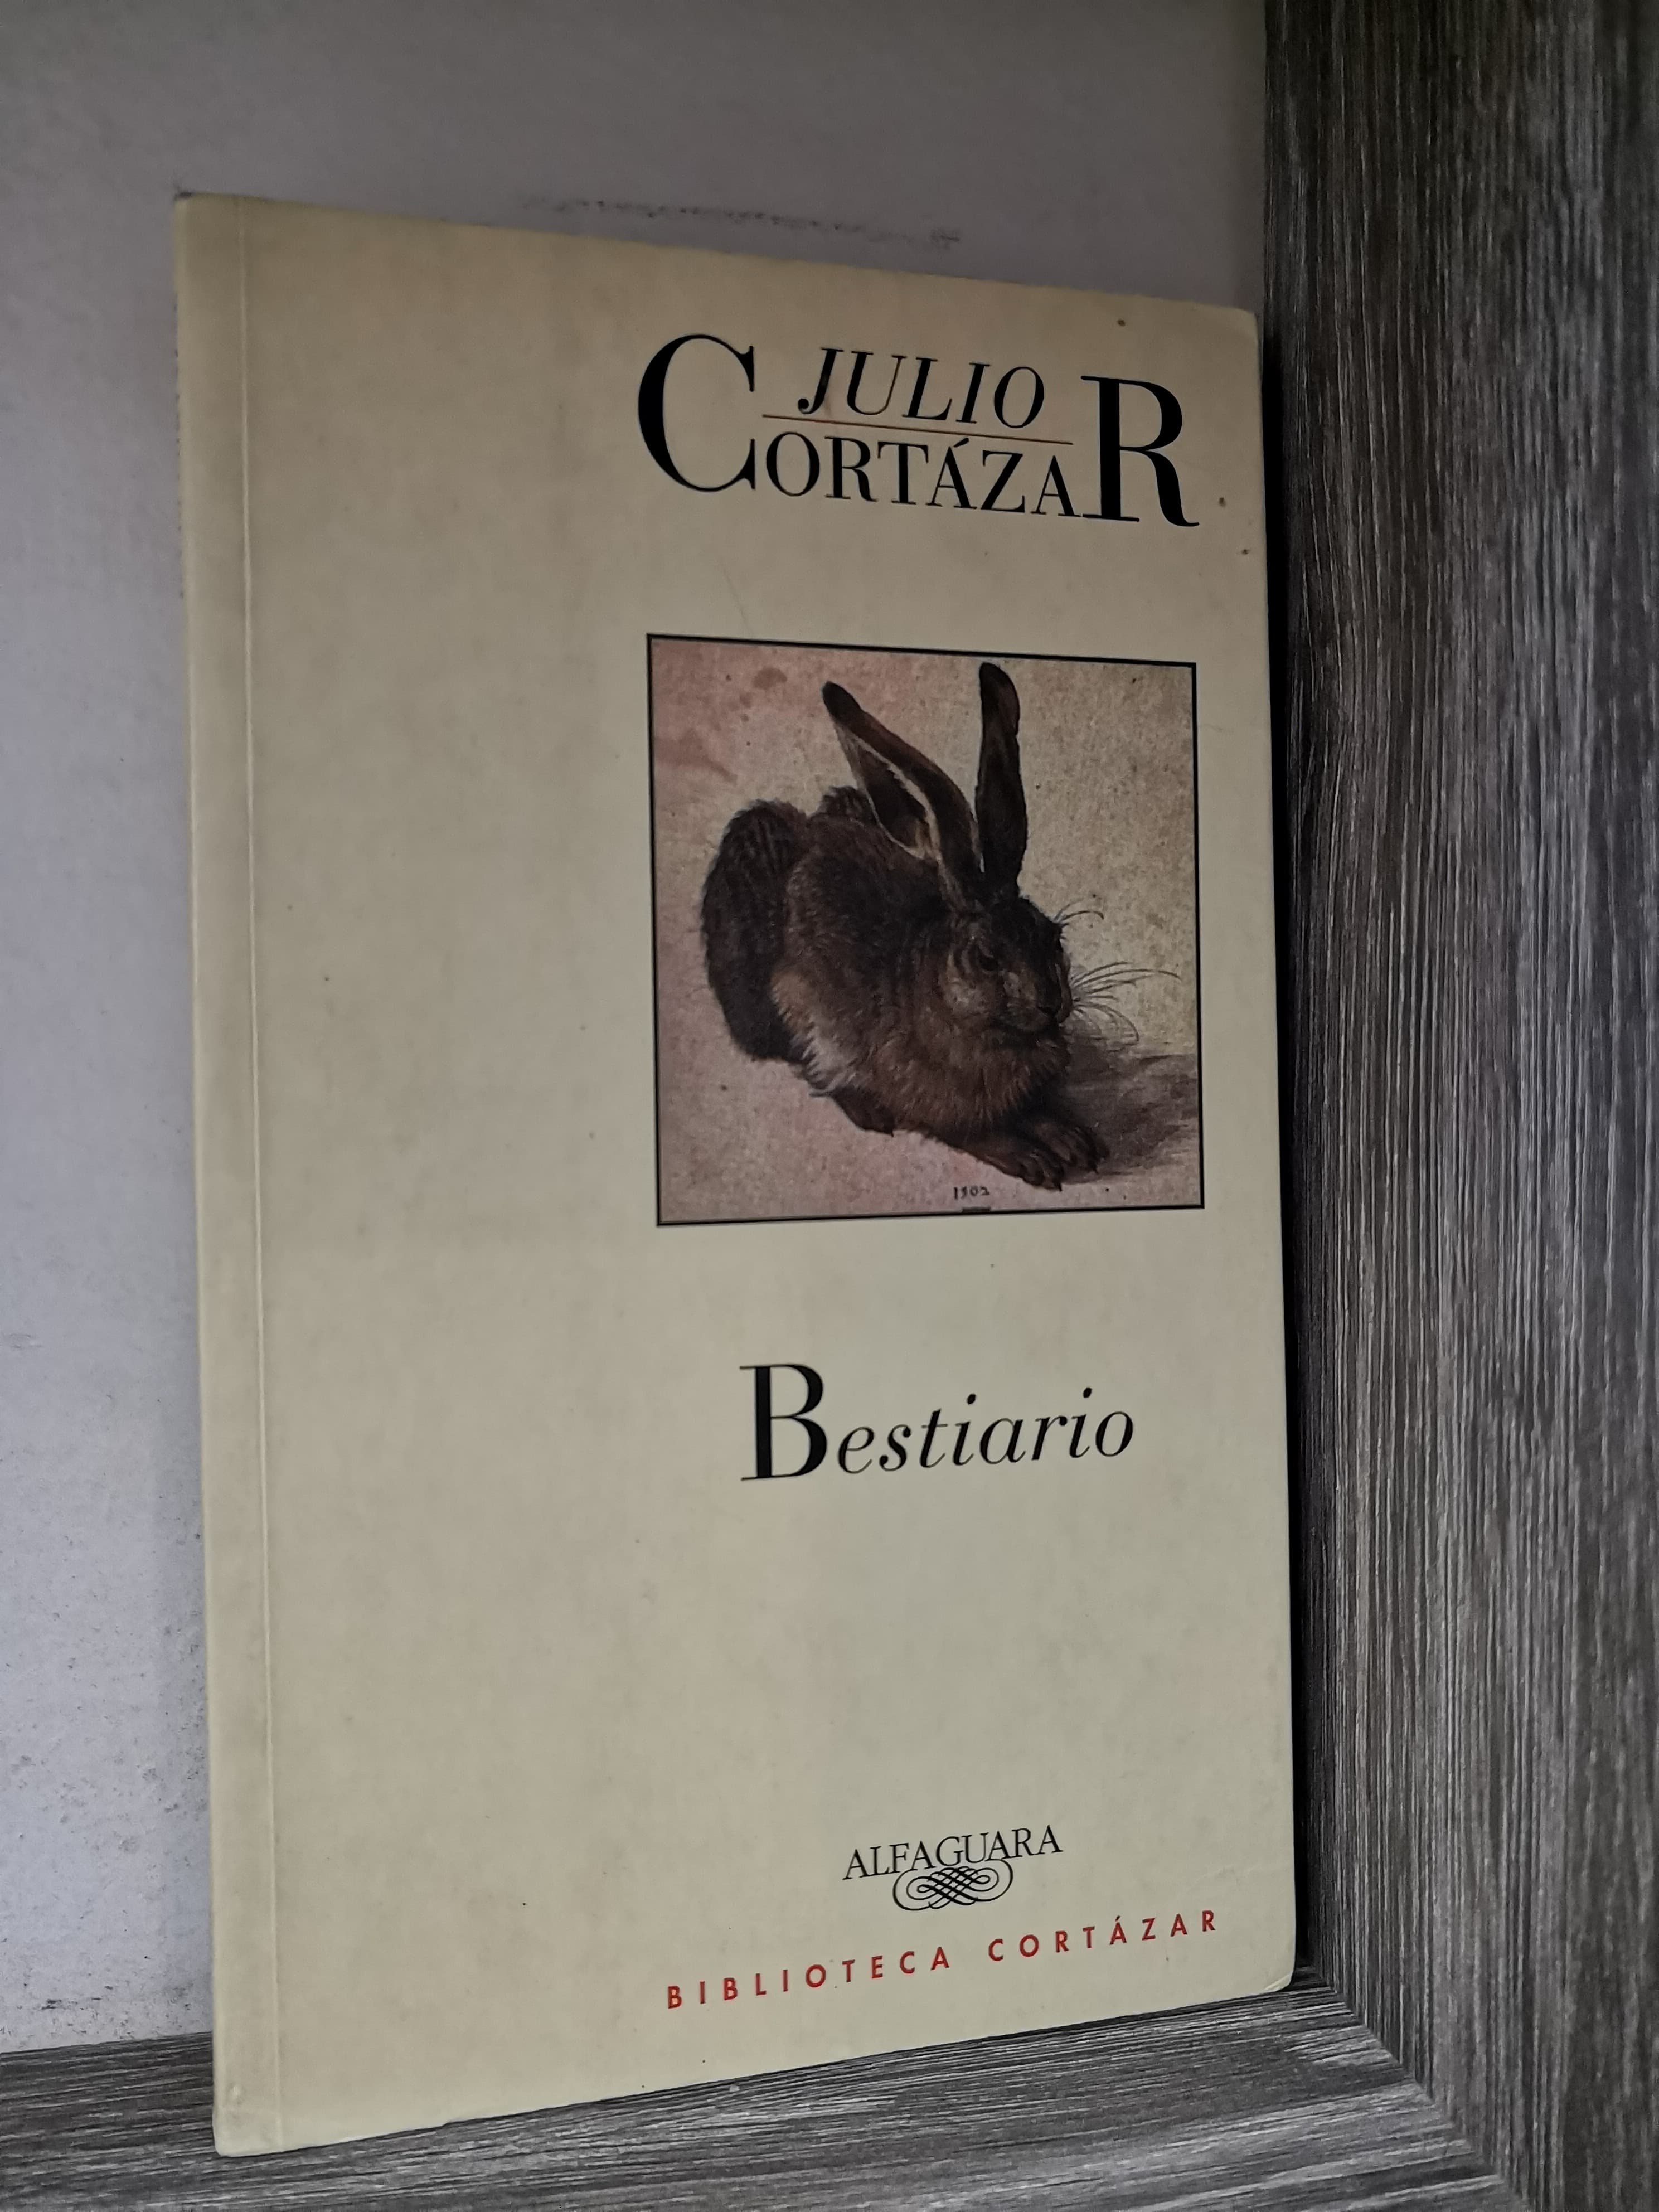 JULIO
CORTÁZAR
1502
Bestiario
ALFAGUARA
BIBLIOTECA CORTÁZAR